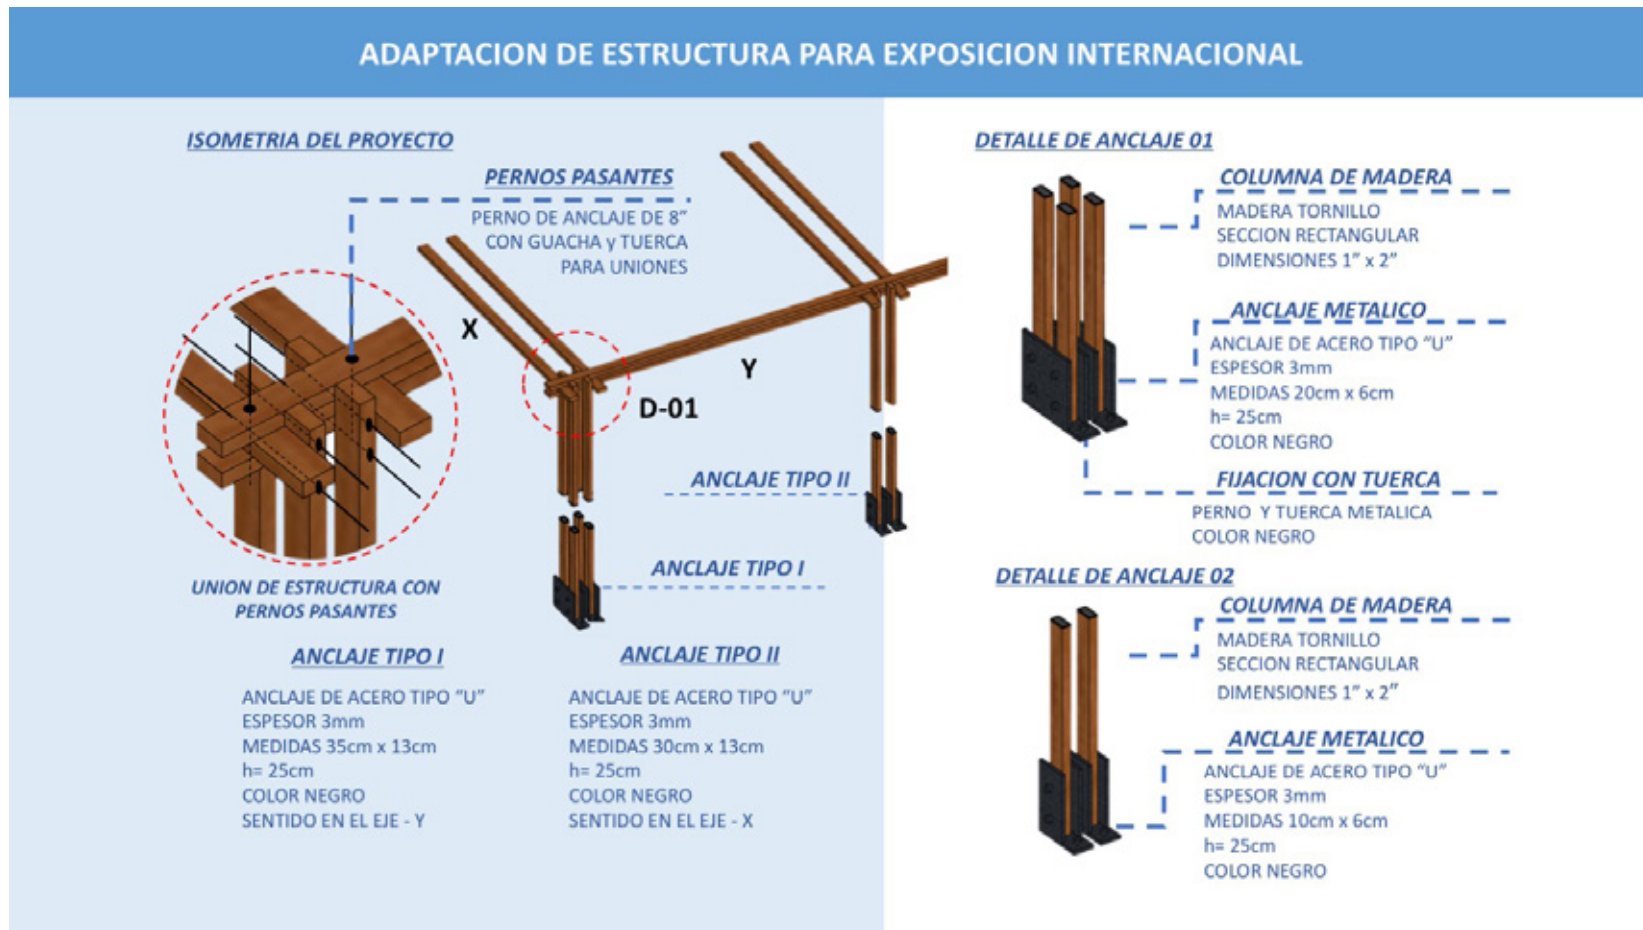 ADAPTACION DE ESTRUCTURA PARA EXPOSICION INTERNACIONAL
ISOMETRIA DEL PROYECTO
PERNOS PASANTES
PERNO DE ANCLAJE DE 8”
CON GUACHA y TUERCA
PARA UNIONES
X
Y
D-01
ANCLAJE TIPO II
ANCLAJE TIPO I
UNION DE ESTRUCTURA CON
PERNOS PASANTES
ANCLAJE TIPO I
ANCLAJE DE ACERO TIPO “U”
ESPESOR 3mm
MEDIDAS 35cm x 13cm
h= 25cm
COLOR NEGRO
SENTIDO EN EL EJE - Y
ANCLAJE TIPO II
ANCLAJE DE ACERO TIPO “U”
ESPESOR 3mm
MEDIDAS 30cm x 13cm
h= 25cm
COLOR NEGRO
SENTIDO EN EL EJE - X
DETALLE DE ANCLAJE 01
COLUMNA DE MADERA
MADERA TORNILLO
SECCION RECTANGULAR
DIMENSIONES 1” x 2”
ANCLAJE METALICO
ANCLAJE DE ACERO TIPO “U”
ESPESOR 3mm
MEDIDAS 20cm x 6cm
h= 25cm
COLOR NEGRO
FIJACION CON TUERCA
PERNO Y TUERCA METALICA
COLOR NEGRO
DETALLE DE ANCLAJE 02
COLUMNA DE MADERA
MADERA TORNILLO
SECCION RECTANGULAR
DIMENSIONES 1” x 2”
ANCLAJE METALICO
ANCLAJE DE ACERO TIPO “U”
ESPESOR 3mm
MEDIDAS 10cm x 6cm
h= 25cm
COLOR NEGRO